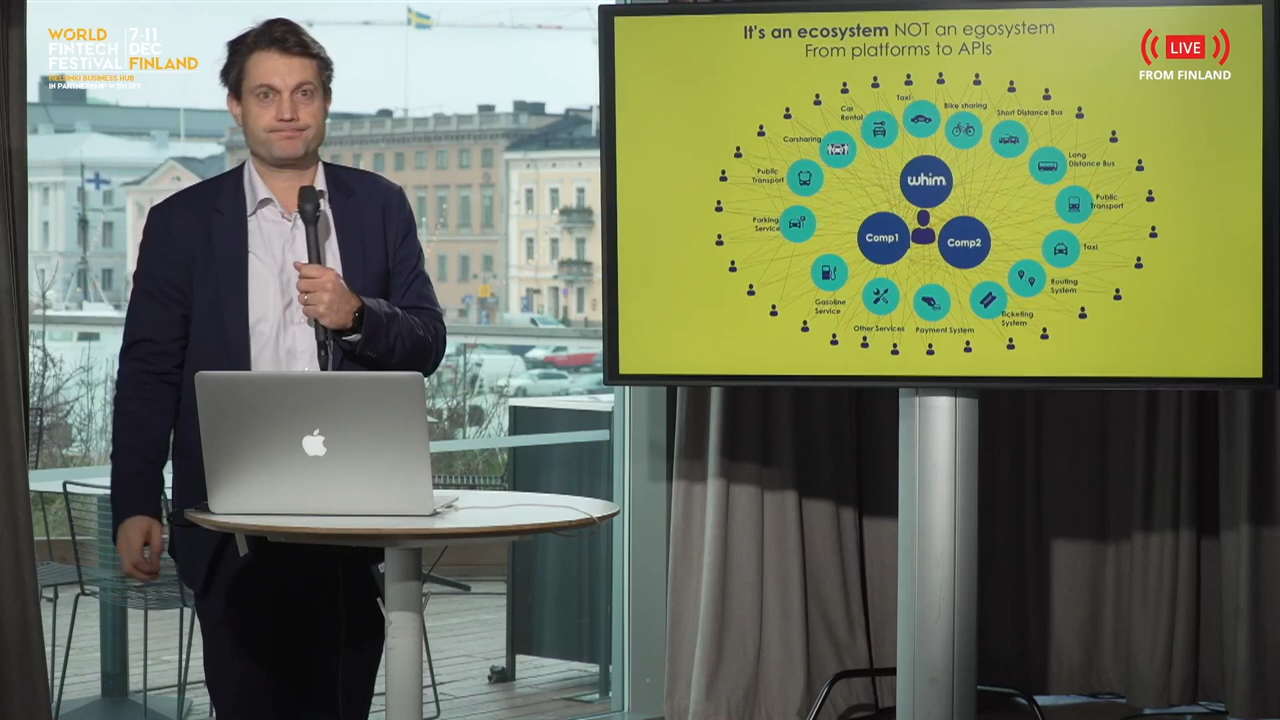 WORLD
FINTECH
FESTIVAL
7-11
DEC
FINLAND
HELSINKI BUSINESS HUB
IN PARTNERSHIP WITH SFF
It's an ecosystem NOT an egosystem
From platforms to APIs
LIVE
FROM FINLAND
Taxi
Car
Rental
Bike sharing
Short Distance Bus
Carsharing
Long
Distance Bus
Public
Transport
whim
Public
Transport
Parking
Service
Comp1
Comp2
Taxi
Routing
System
Gasoline
Service
Other Services
Payment System
Ticketing
System